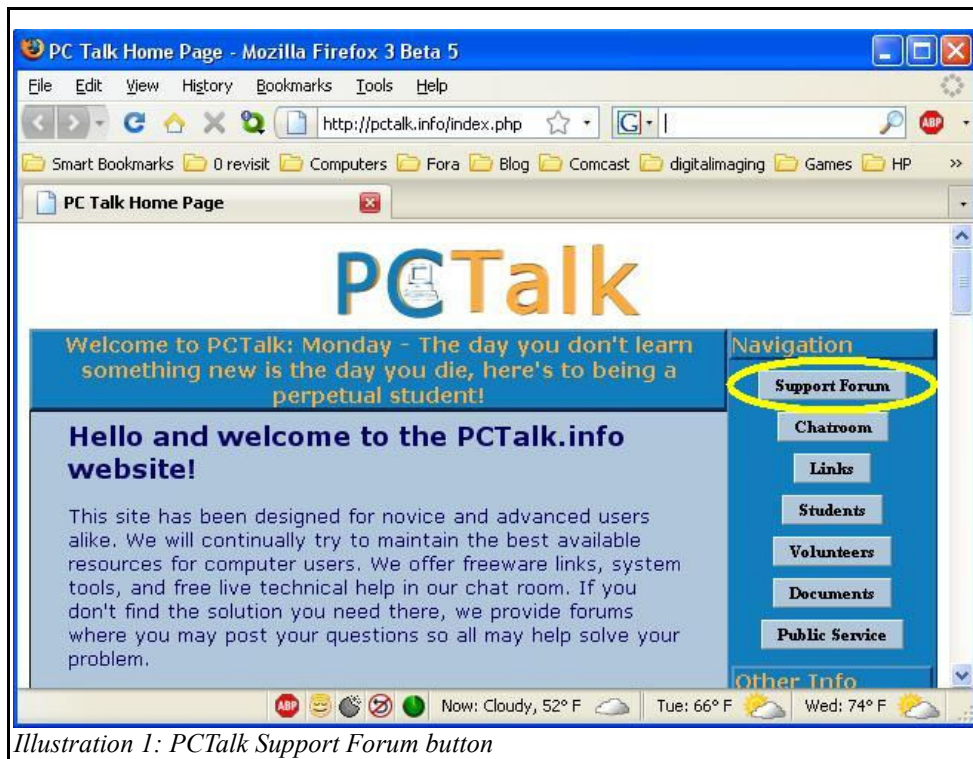 PC Talk Home Page - Mozilla Firefox 3 Beta 5
File Edit View History Bookmarks Tools Help
http://pctalk.info/index.php G
ABP
Smart Bookmarks 0 revisit Computers Fora Blog Comcast digitalimaging Games HP »
PC Talk Home Page
PCTalk
Welcome to PCTalk: Monday - The day you don't learn
something new is the day you die, here's to being a
perpetual student!
Navigation
Support Forum
Chatroom
Links
Students
Volunteers
Documents
Public Service
Other Info
Hello and welcome to the PCTalk.info
website!
This site has been designed for novice and advanced users
alike. We will continually try to maintain the best available
resources for computer users. We offer freeware links, system
tools, and free live technical help in our chat room. If you
don't find the solution you need there, we provide forums
where you may post your questions so all may help solve your
problem.
ABP Now: Cloudy, 52° F Tue: 66° F Wed: 74° F
Illustration 1: PCTalk Support Forum button